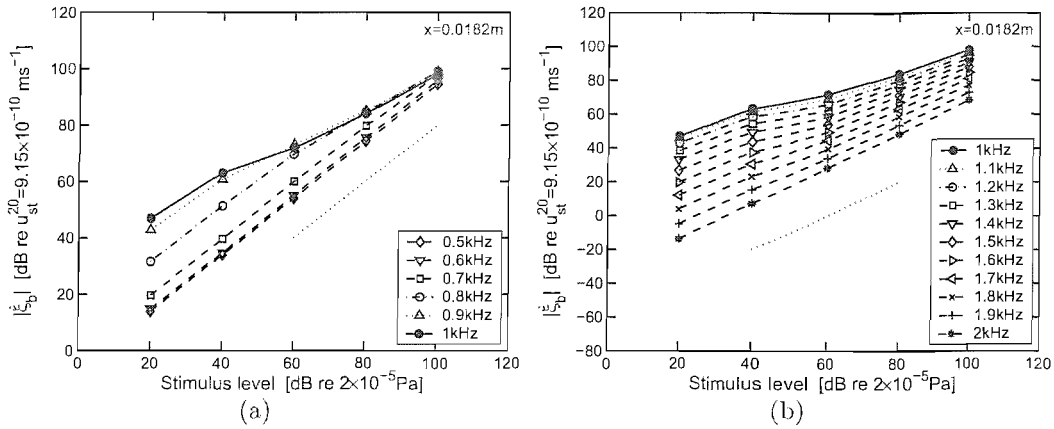 x=0.0182m
|ξ̇_b| [dB re u_st^20=9.15×10^-10 ms^-1]
120
100
80
60
40
20
0
0 20 40 60 80 100 120
0.5kHz
0.6kHz
0.7kHz
0.8kHz
0.9kHz
1kHz
Stimulus level [dB re 2×10^-5Pa]
(a)
x=0.0182m
|ξ̇_b| [dB re u_st^20=9.15×10^-10 ms^-1]
120
100
80
60
40
20
0
−20
−40
−60
−80
0 20 40 60 80 100 120
1kHz
1.1kHz
1.2kHz
1.3kHz
1.4kHz
1.5kHz
1.6kHz
1.7kHz
1.8kHz
1.9kHz
2kHz
Stimulus level [dB re 2×10^-5Pa]
(b)